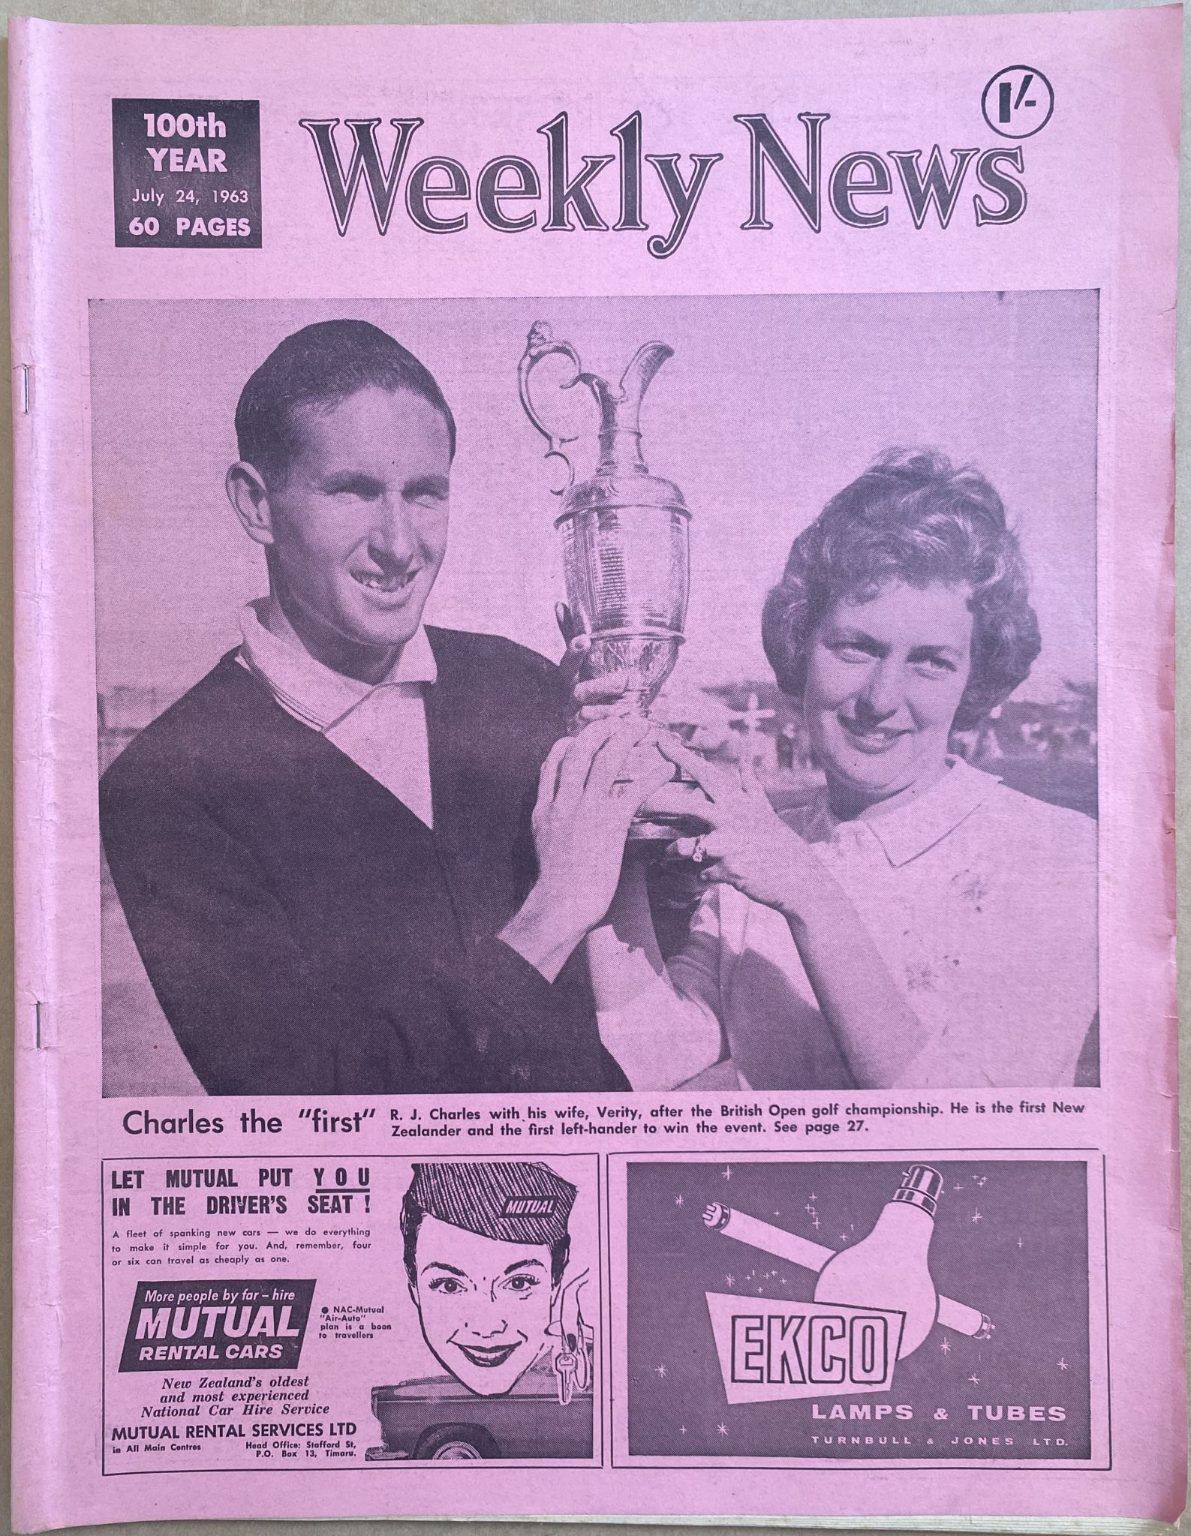 1/-
100th
YEAR
July 24, 1963
60 PAGES
Weekly News
Charles the "first"
R. J. Charles with his wife, Verity, after the British Open golf championship. He is the first New
Zealander and the first left-hander to win the event. See page 27.
LET MUTUAL PUT YOU
IN THE DRIVER'S SEAT !
A fleet of spanking new cars — we do everything
to make it simple for you. And, remember, four
or six can travel as cheaply as one.
MUTUAL
More people by far - hire
MUTUAL
RENTAL CARS
● NAC-Mutual
"Air-Auto"
plan is a boon
to travellers
New Zealand's oldest
and most experienced
National Car Hire Service
MUTUAL RENTAL SERVICES LTD
in All Main Centres
Head Office: Stafford St,
P.O. Box 13, Timaru.
EKCO
LAMPS & TUBES
TURNBULL & JONES LTD.